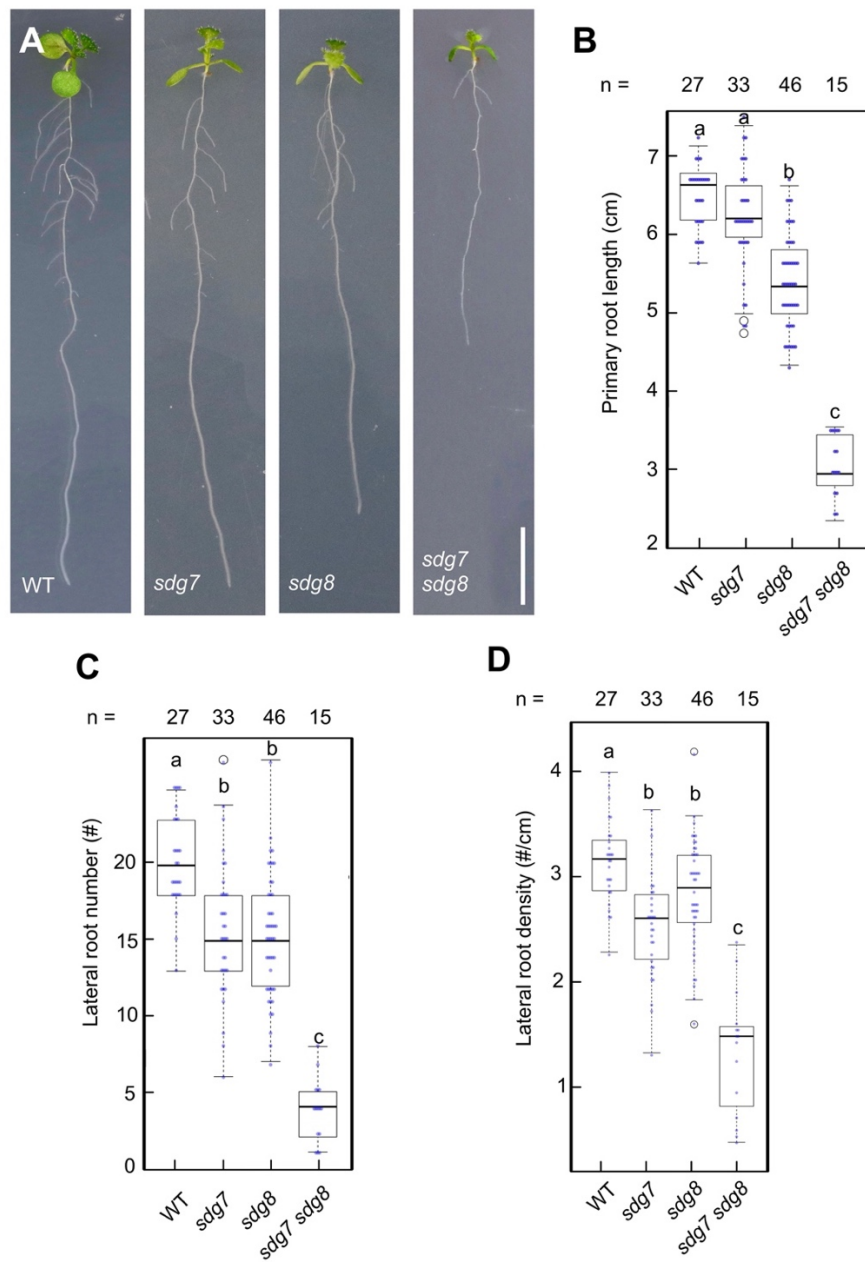 A
WT
sdg7
sdg8
sdg7
sdg8
B
n = 27 33 46 15
a a b c
Primary root length (cm)
7
6
5
4
3
2
WT sdg7 sdg8 sdg7 sdg8
C
n = 27 33 46 15
a b b c
Lateral root number (#)
20
15
10
5
0
WT sdg7 sdg8 sdg7 sdg8
D
n = 27 33 46 15
a b b c
Lateral root density (#/cm)
4
3
2
1
WT sdg7 sdg8 sdg7 sdg8